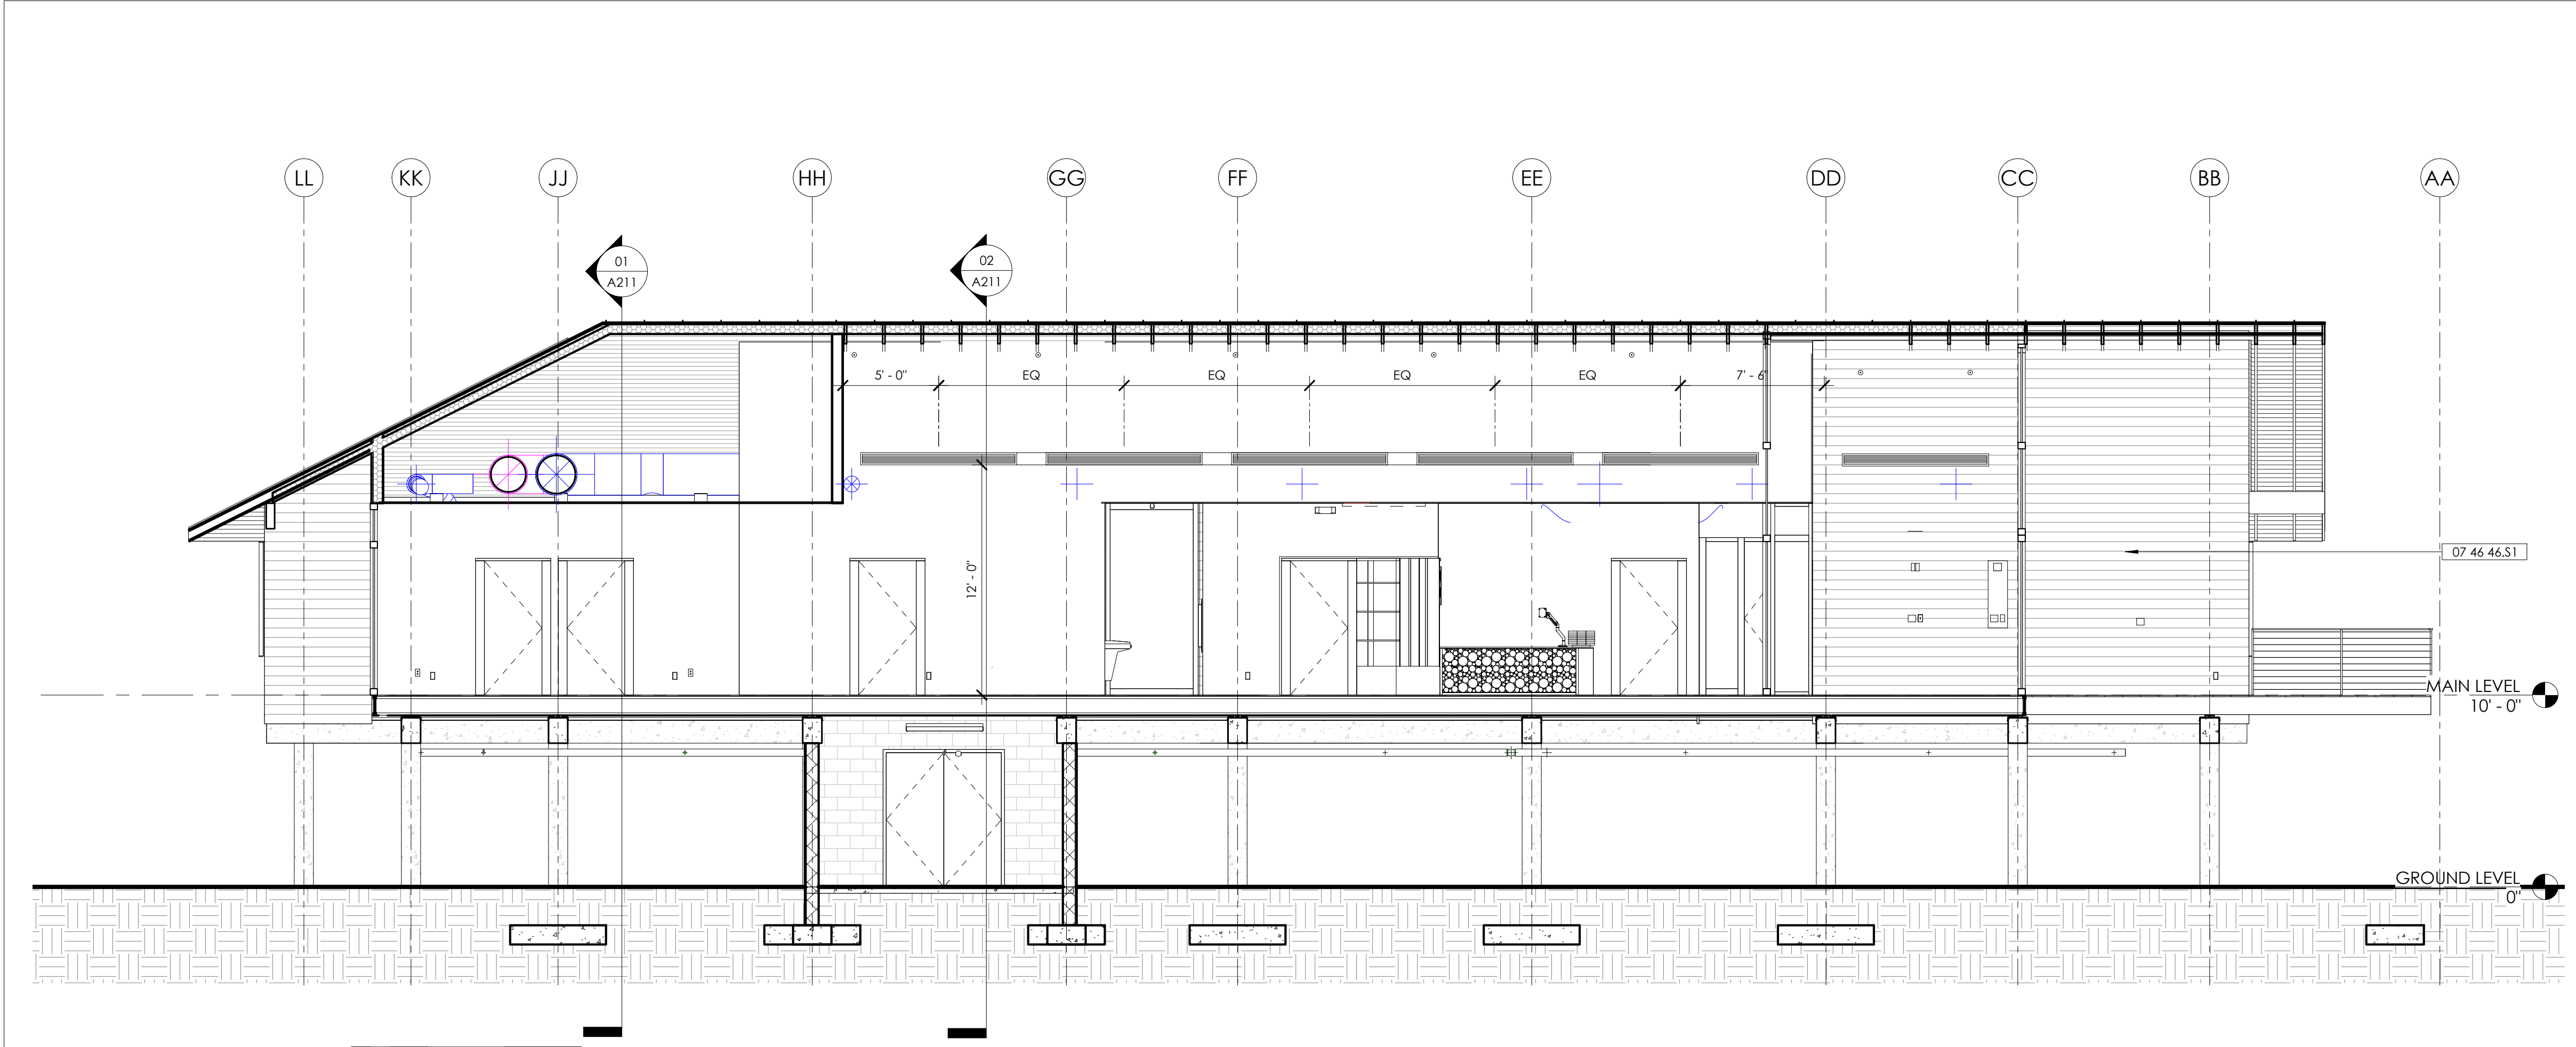 LL
KK
JJ
HH
GG
FF
EE
DD
CC
BB
AA
01
A211
02
A211
5' - 0"
EQ
EQ
EQ
EQ
7' - 6"
12' - 0"
07 46 46.S1
MAIN LEVEL
10' - 0"
GROUND LEVEL
0"